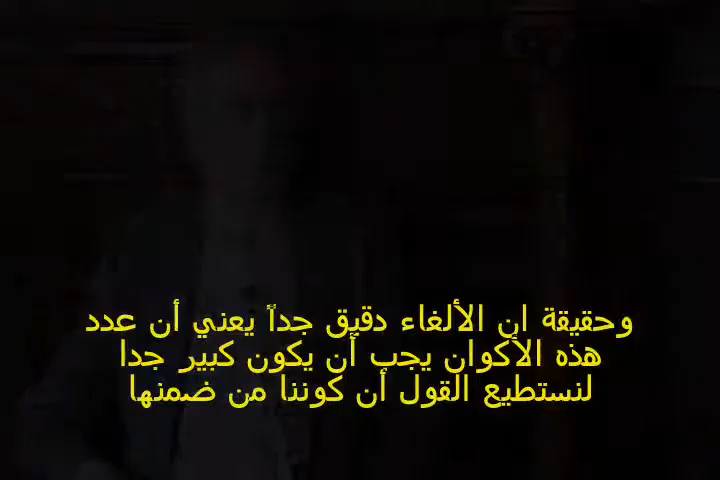 وحقيقة ان الألغاء دقيق جداً يعني أن عدد
هذه الأكوان يجب أن يكون كبير جدا
لنستطيع القول أن كوننا من ضمنها